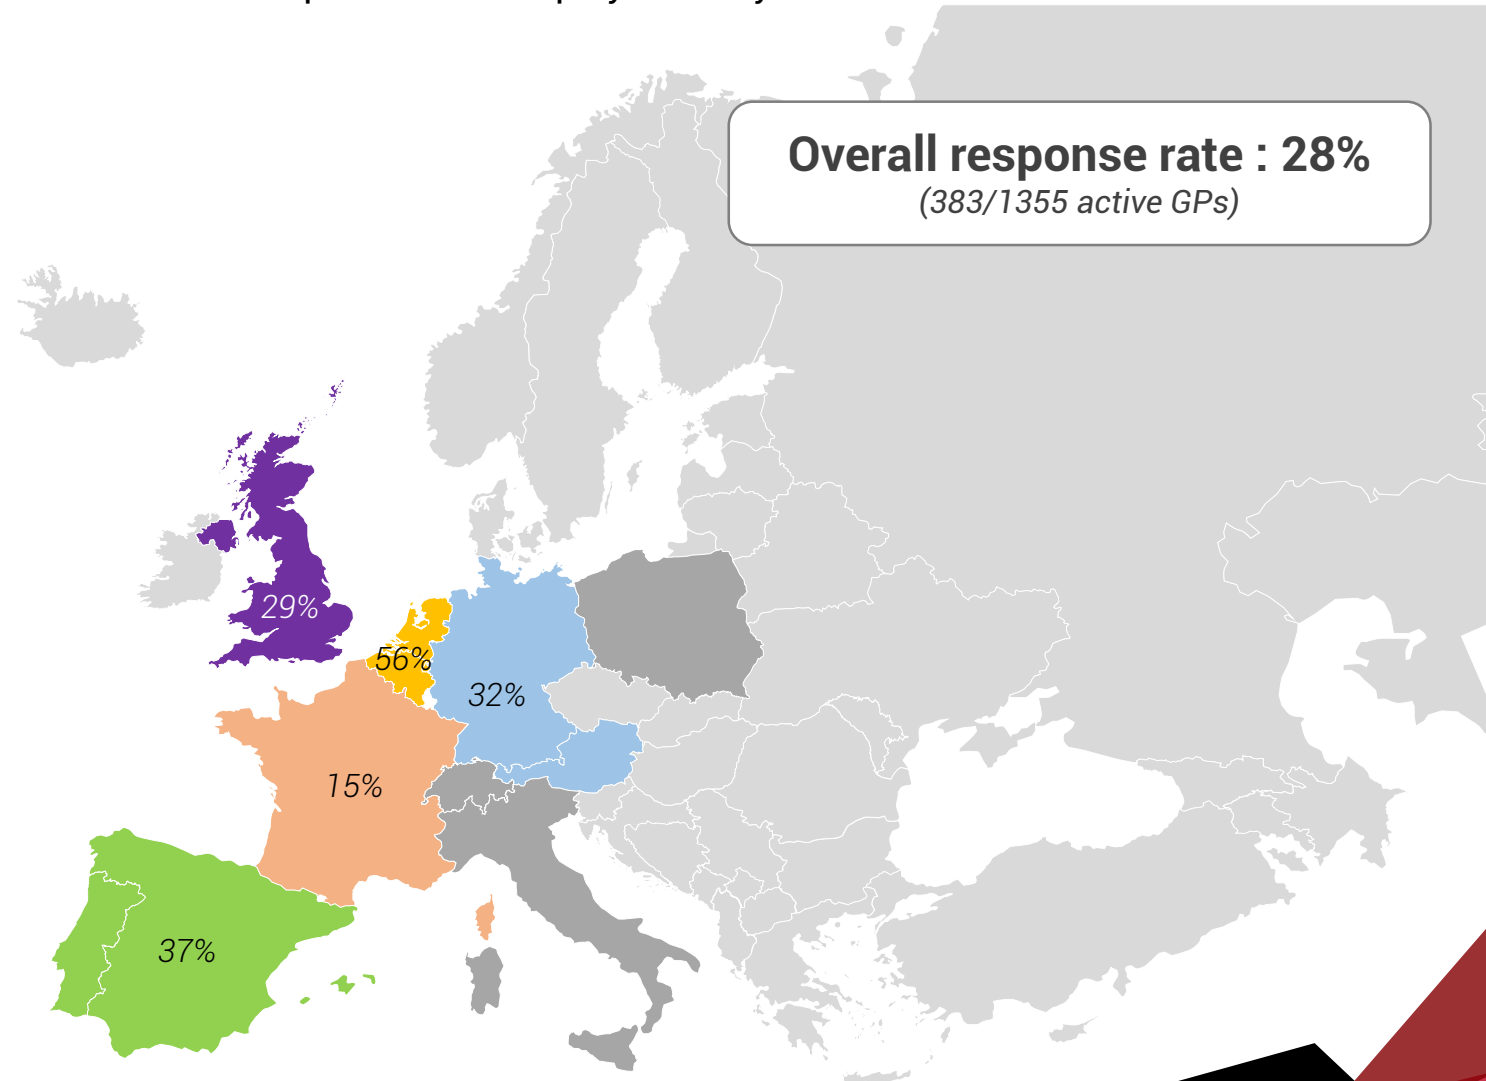 Overall response rate : 28%
(383/1355 active GPs)
29%
56%
32%
15%
37%